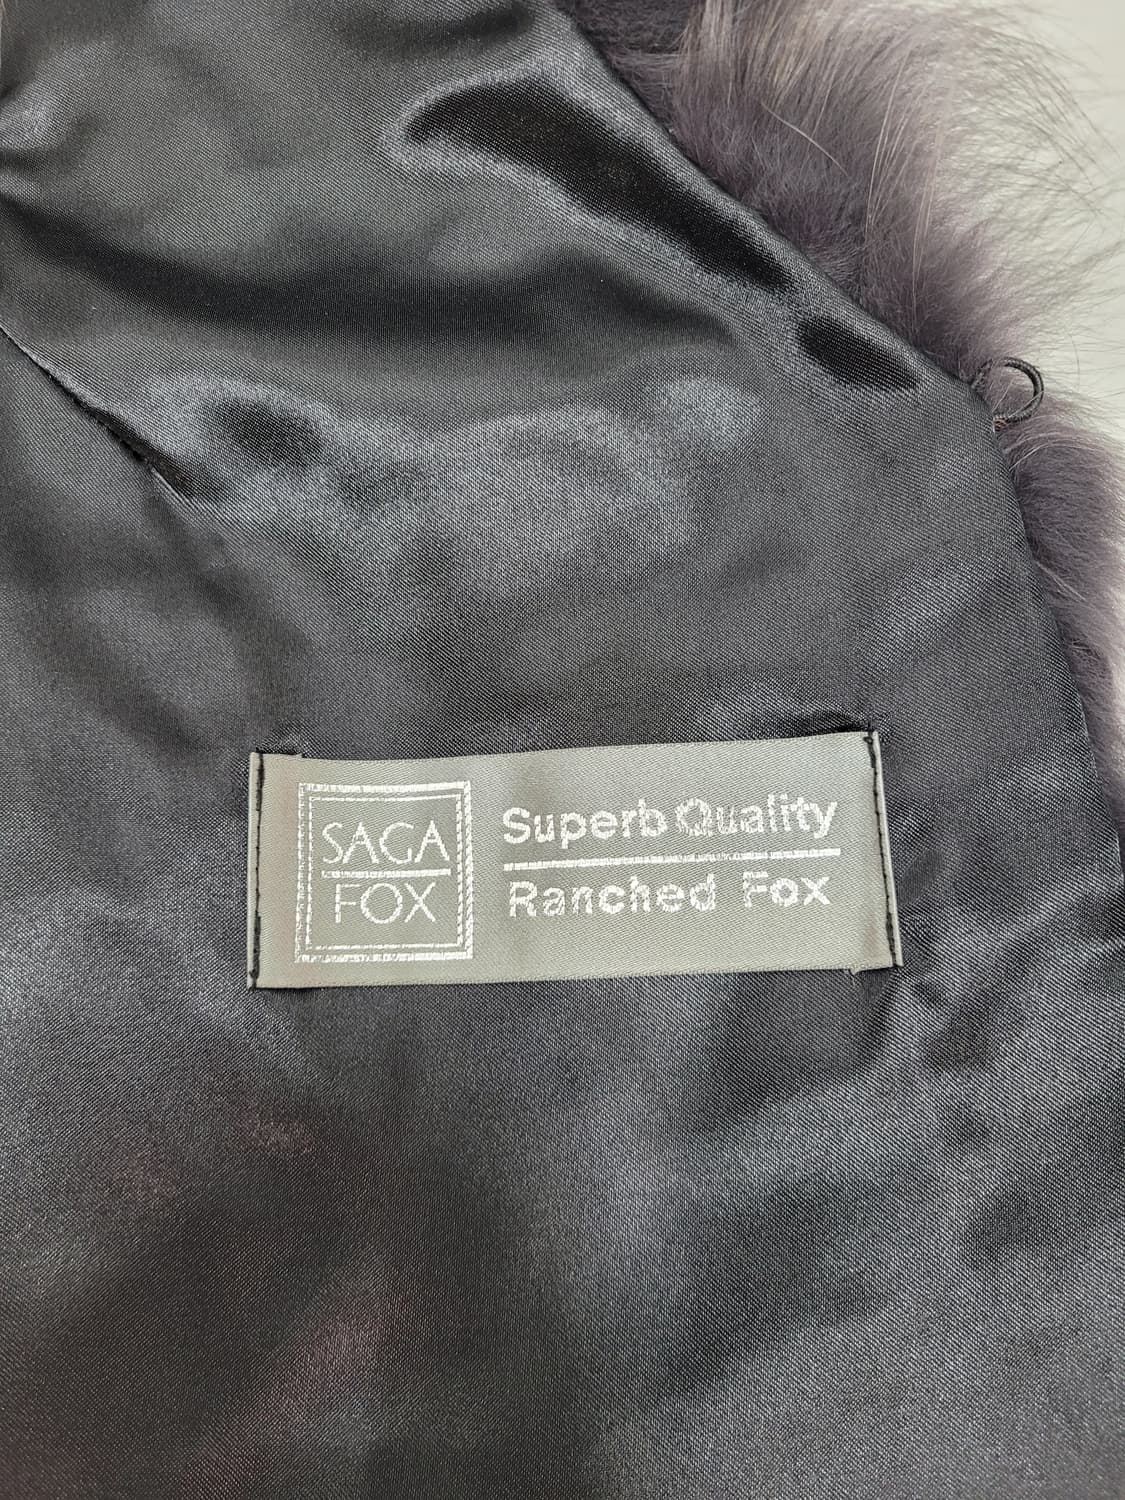 SAGA
FOX
Superb Quality
Ranched Fox